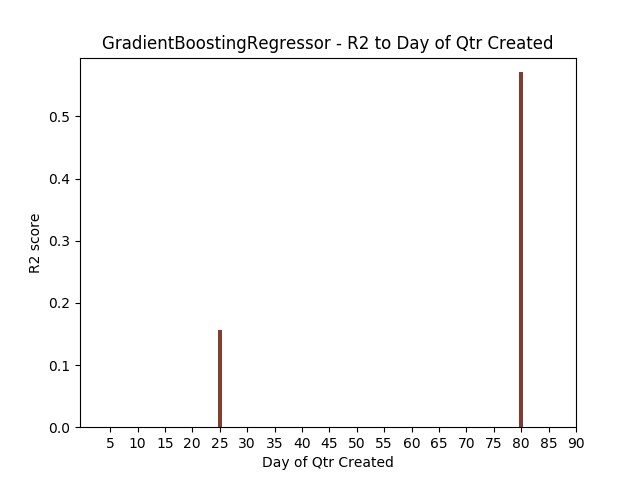 GradientBoostingRegressor - R2 to Day of Qtr Created
0.5
0.4
0.3
0.2
0.1
0.0
R2 score
5 10 15 20 25 30 35 40 45 50 55 60 65 70 75 80 85 90
Day of Qtr Created